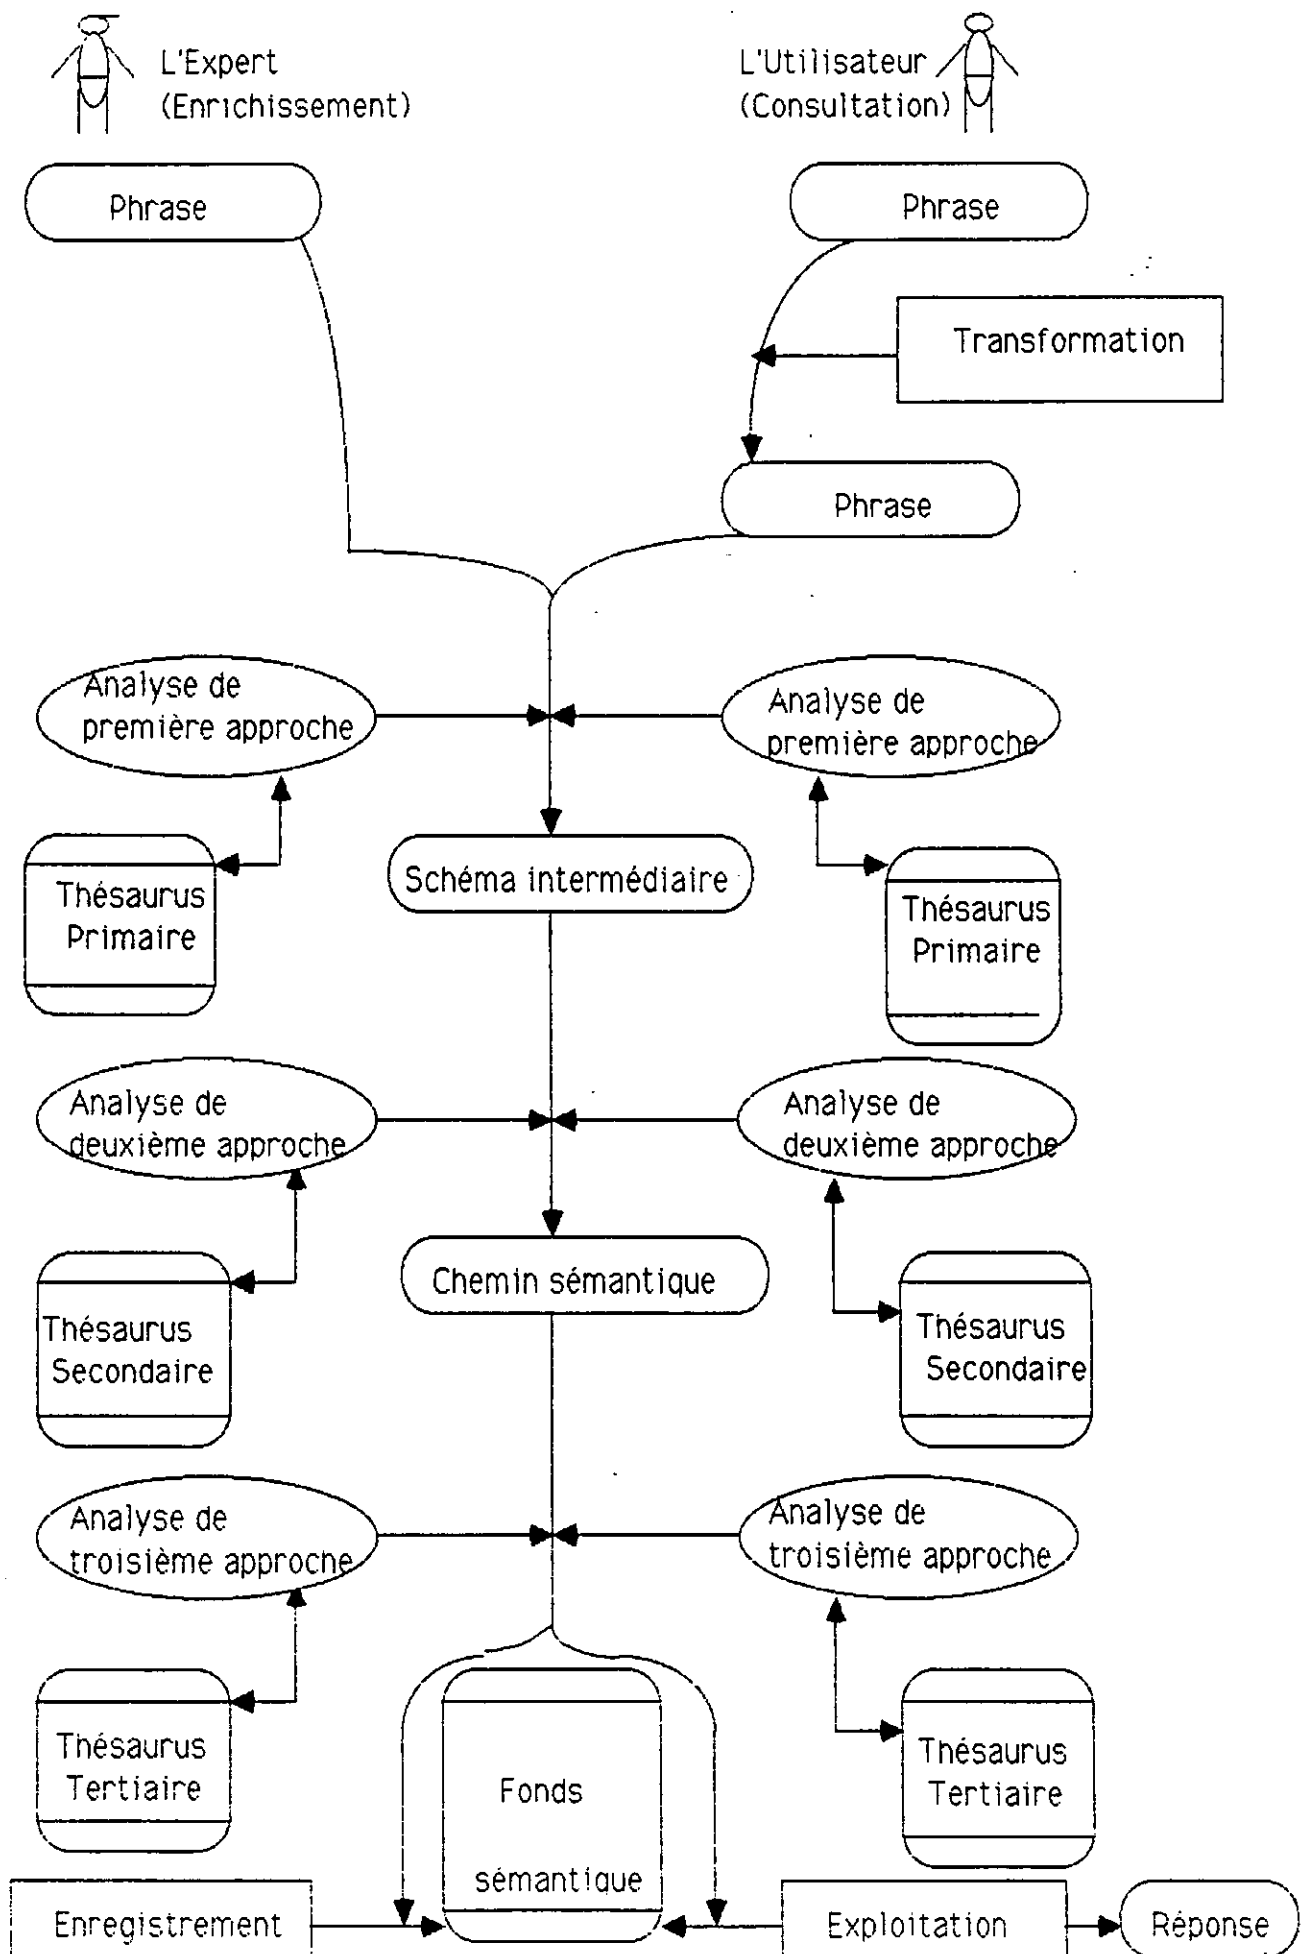 L'Expert
(Enrichissement)
L'Utilisateur
(Consultation)
Phrase
Phrase
Transformation
Phrase
Analyse de
première approche
Analyse de
première approche
Thésaurus
Primaire
Schéma intermédiaire
Thésaurus
Primaire
Analyse de
deuxième approche
Analyse de
deuxième approche
Thésaurus
Secondaire
Chemin sémantique
Thésaurus
Secondaire
Analyse de
troisième approche
Analyse de
troisième approche
Thésaurus
Tertiaire
Fonds
sémantique
Thésaurus
Tertiaire
Enregistrement
Exploitation
Réponse